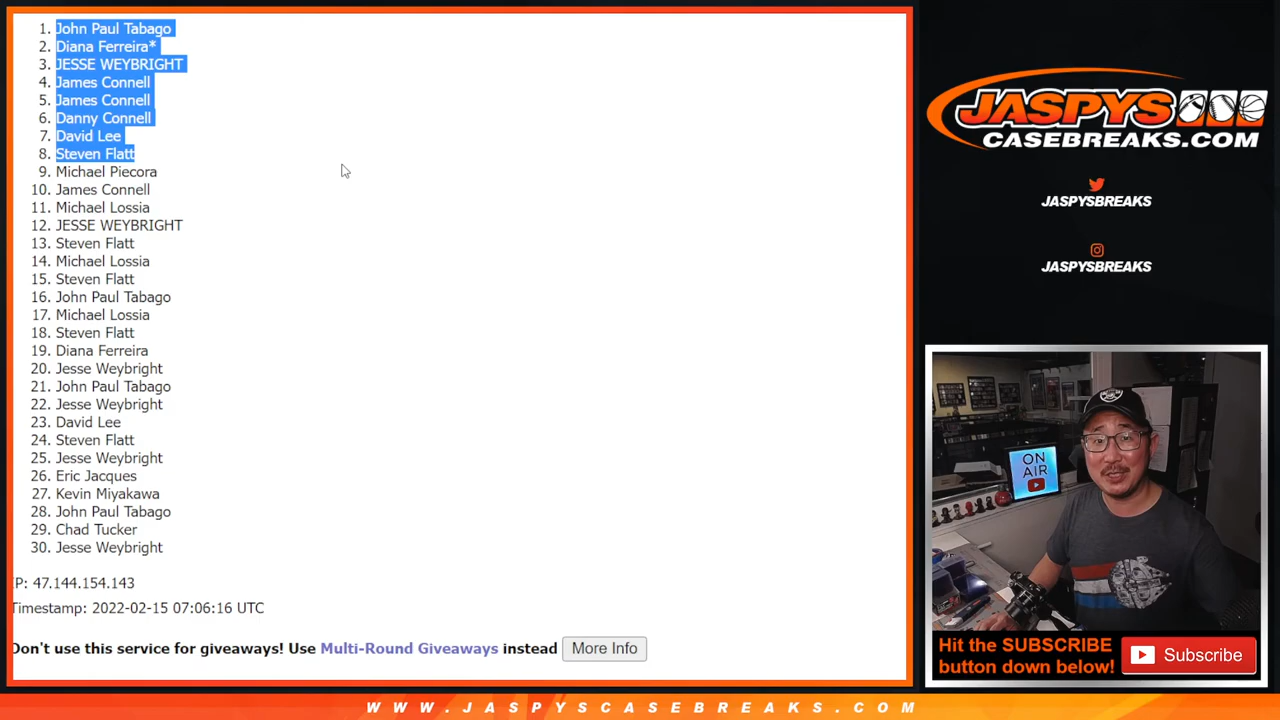 1. John Paul Tabago
2. Diana Ferreira*
3. JESSE WEYBRIGHT
4. James Connell
5. James Connell
6. Danny Connell
7. David Lee
8. Steven Flatt
9. Michael Piecora
10. James Connell
11. Michael Lossia
12. JESSE WEYBRIGHT
13. Steven Flatt
14. Michael Lossia
15. Steven Flatt
16. John Paul Tabago
17. Michael Lossia
18. Steven Flatt
19. Diana Ferreira
20. Jesse Weybright
21. John Paul Tabago
22. Jesse Weybright
23. David Lee
24. Steven Flatt
25. Jesse Weybright
26. Eric Jacques
27. Kevin Miyakawa
28. John Paul Tabago
29. Chad Tucker
30. Jesse Weybright
P: 47.144.154.143
Timestamp: 2022-02-15 07:06:16 UTC
Don't use this service for giveaways! Use Multi-Round Giveaways instead More Info
JASPYS
CASEBREAKS.COM
JASPYSBREAKS
JASPYSBREAKS
ON
AIR
Hit the SUBSCRIBE
button down below!
Subscribe
WWW.JASPYSCASEBREAKS.COM